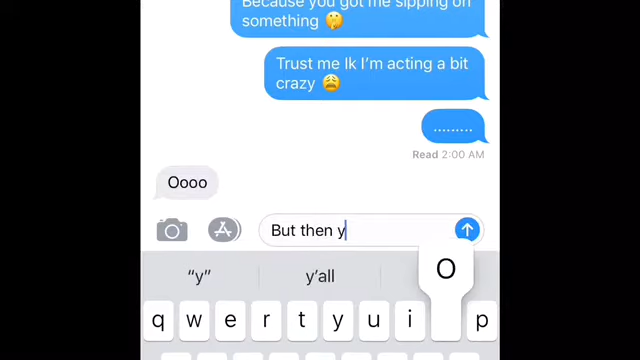 Because you got me sipping on
something 🤔
Trust me Ik I'm acting a bit
crazy 😩
.........
Read 2:00 AM
Oooo
But then y
"y"
y'all
O
q w e r t y u i p